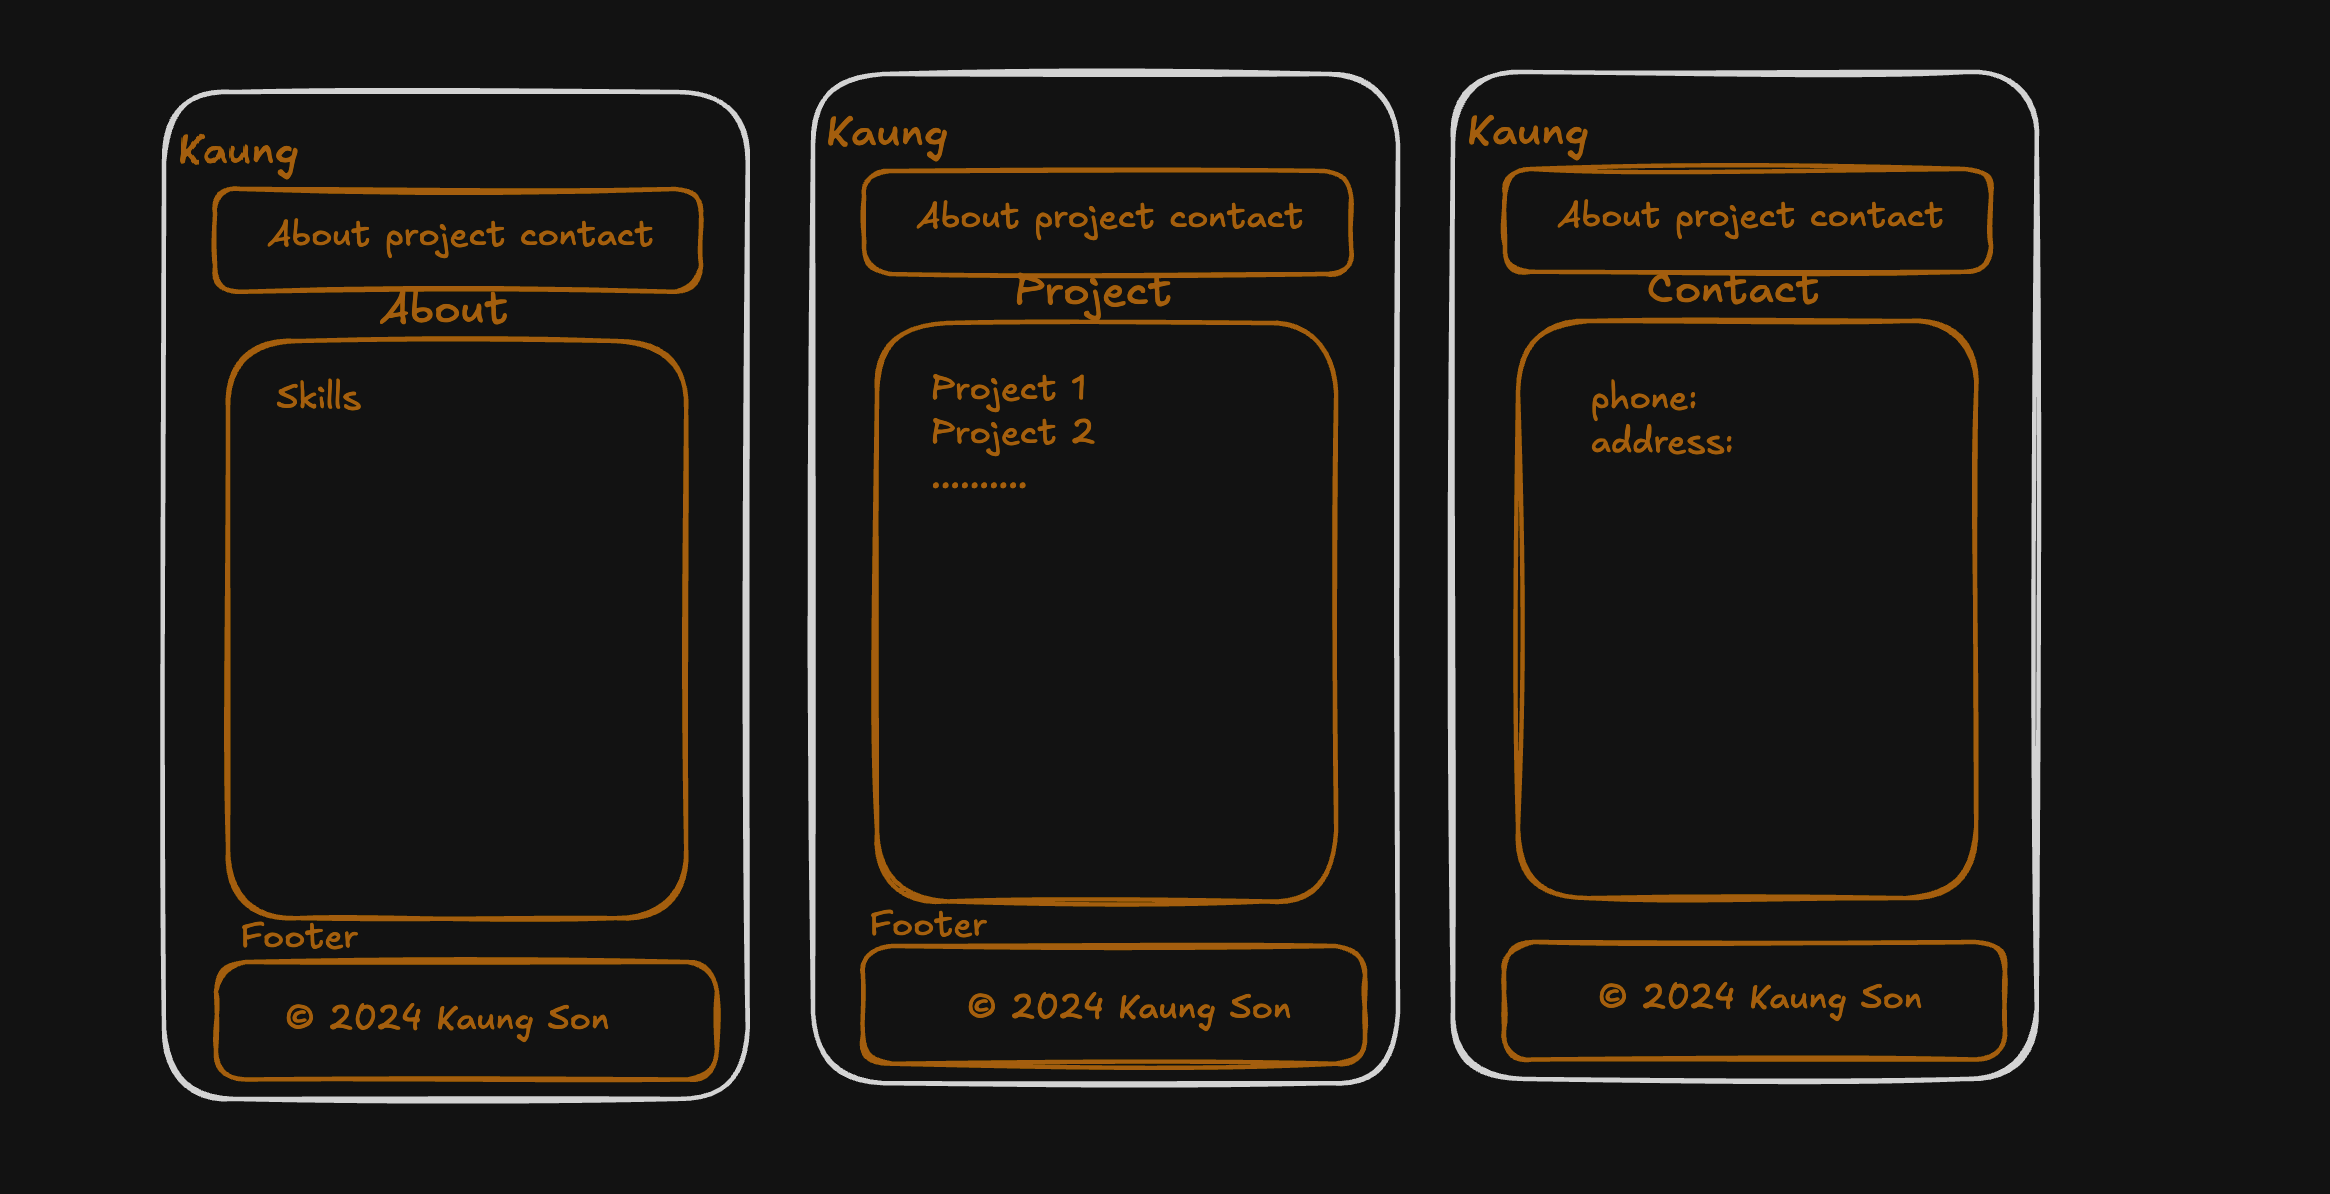 Kaung
About project contact
About
Skills
Footer
© 2024 Kaung Son
Kaung
About project contact
Project
Project 1
Project 2
..........
Footer
© 2024 Kaung Son
Kaung
About project contact
Contact
phone:
address:
© 2024 Kaung Son